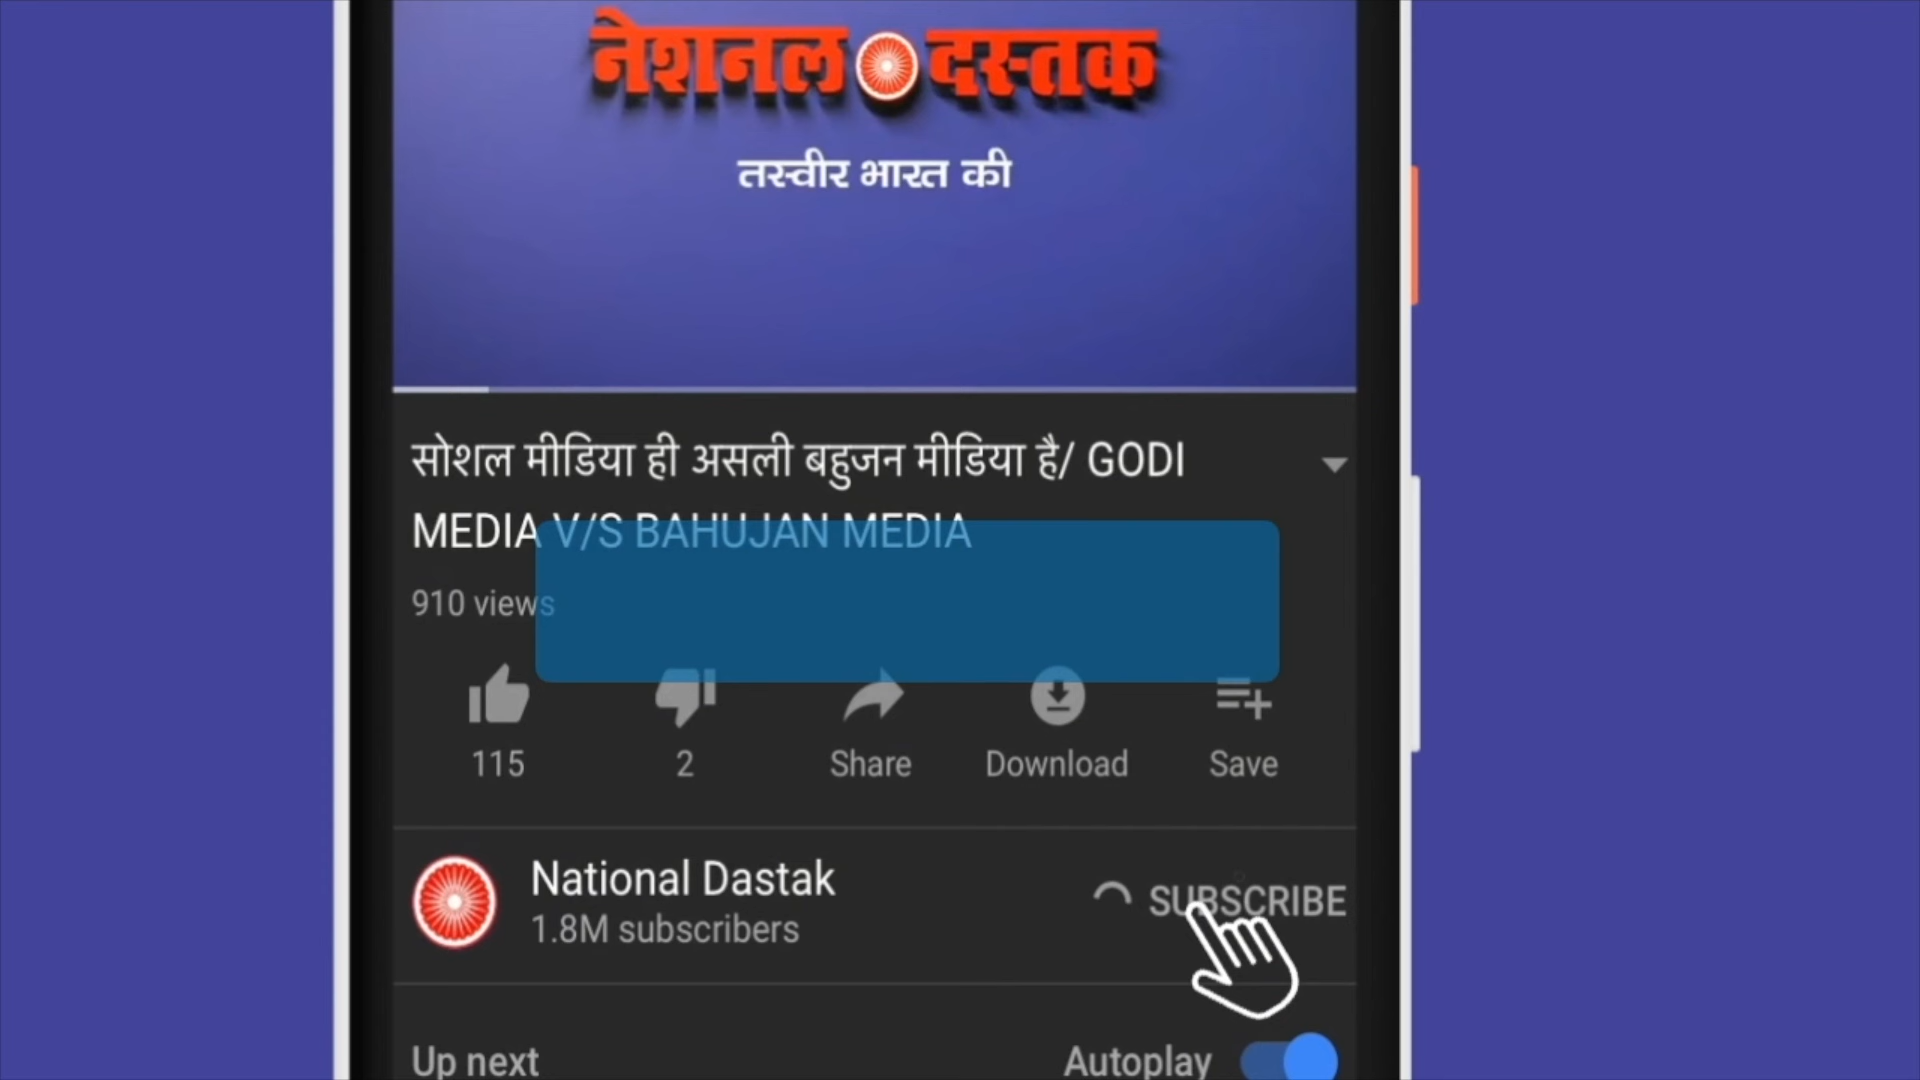 नेशनल दस्तक
तस्वीर भारत की
सोशल मीडिया ही असली बहुजन मीडिया है/ GODI
MEDIA V/S BAHUJAN MEDIA
910 views
115 2 Share Download Save
National Dastak
1.8M subscribers
SUBSCRIBE
Up next Autoplay